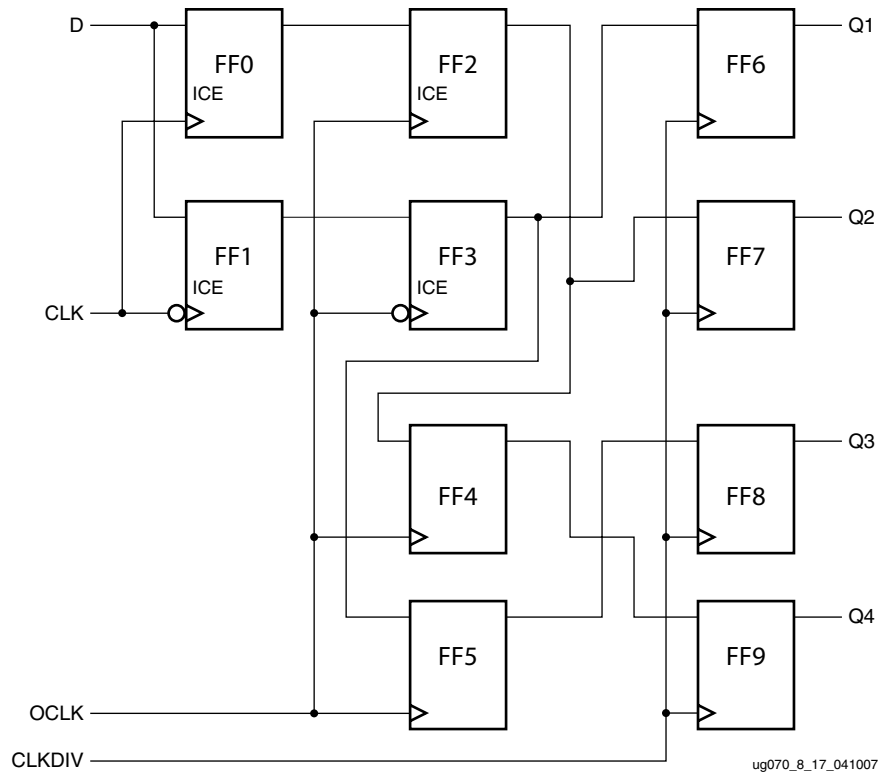 D
FF0
ICE
FF2
ICE
FF6
Q1
FF1
ICE
FF3
ICE
FF7
Q2
CLK
FF4
FF8
Q3
FF5
FF9
Q4
OCLK
CLKDIV
ug070_8_17_041007